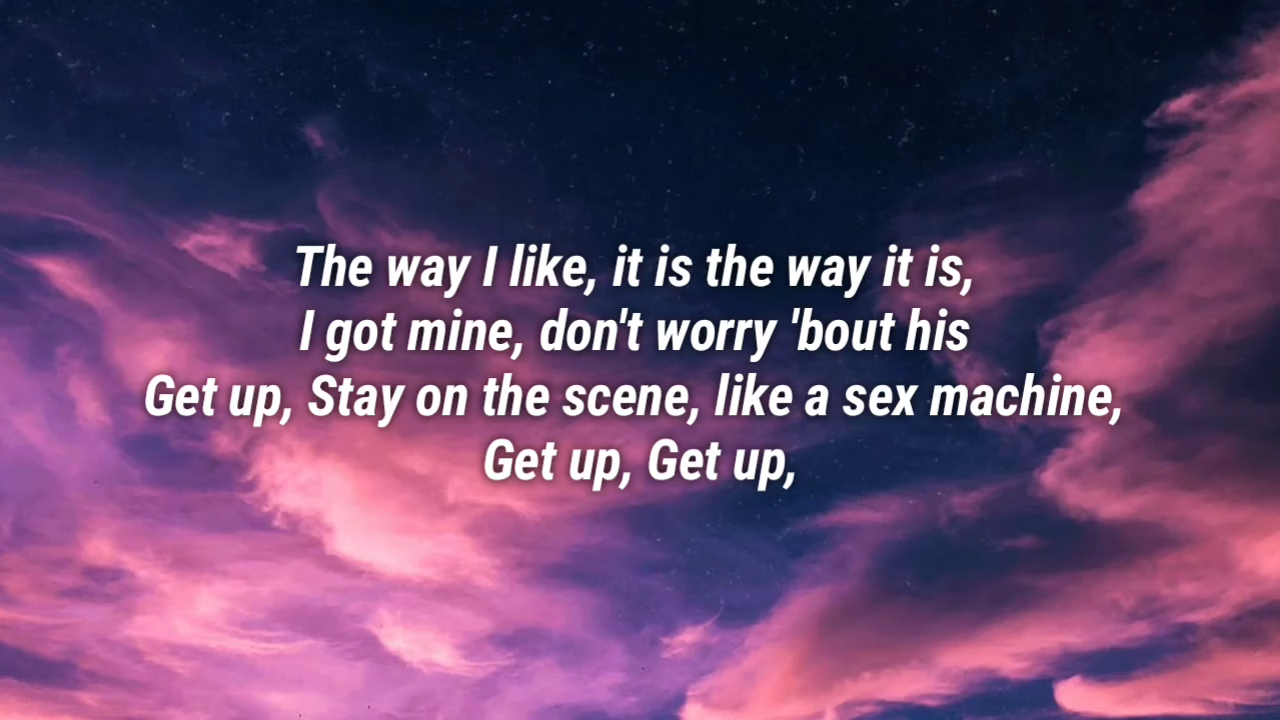 The way I like, it is the way it is,
I got mine, don't worry 'bout his
Get up, Stay on the scene, like a sex machine,
Get up, Get up,